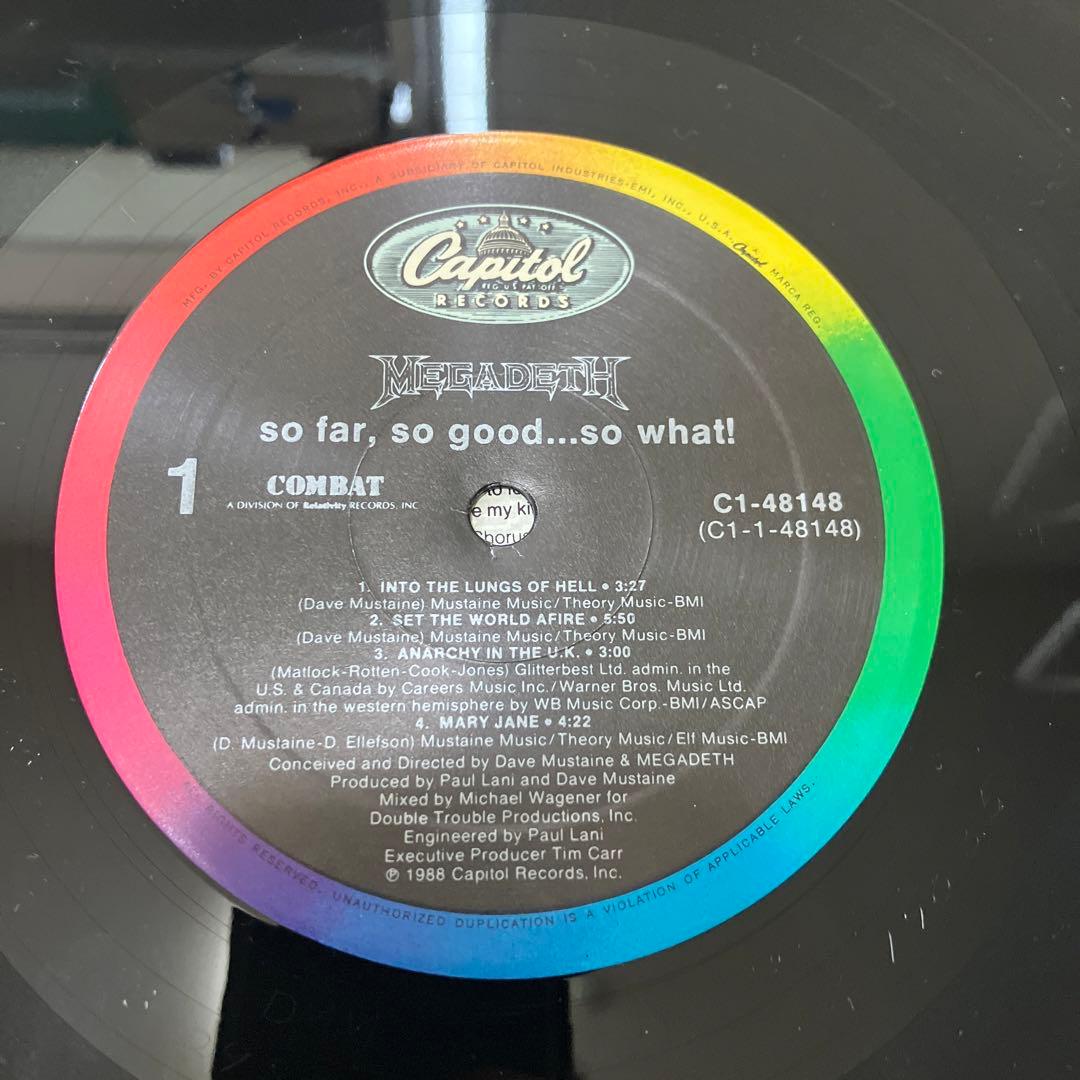 MFG. BY CAPITOL RECORDS, INC., A SUBSIDIARY OF CAPITOL INDUSTRIES-EMI, INC., U.S.A. Capitol ® MARCA REG.
Capitol
REG. U.S. PAT. OFF.
RECORDS
MEGADETH
so far, so good...so what!
1
COMBAT
A DIVISION OF Relativity RECORDS, INC
C1-48148
(C1-1-48148)
to
e my ki
Chorus
1. INTO THE LUNGS OF HELL • 3:27
(Dave Mustaine) Mustaine Music/Theory Music-BMI
2. SET THE WORLD AFIRE • 5:50
(Dave Mustaine) Mustaine Music/Theory Music-BMI
3. ANARCHY IN THE U.K. • 3:00
(Matlock-Rotten-Cook-Jones) Glitterbest Ltd. admin. in the
U.S. & Canada by Careers Music Inc./Warner Bros. Music Ltd.
admin. in the western hemisphere by WB Music Corp.-BMI/ASCAP
4. MARY JANE • 4:22
(D. Mustaine-D. Ellefson) Mustaine Music/Theory Music/Elf Music-BMI
Conceived and Directed by Dave Mustaine & MEGADETH
Produced by Paul Lani and Dave Mustaine
Mixed by Michael Wagener for
Double Trouble Productions, Inc.
Engineered by Paul Lani
Executive Producer Tim Carr
℗ 1988 Capitol Records, Inc.
RIGHTS RESERVED. UNAUTHORIZED DUPLICATION IS A VIOLATION OF APPLICABLE LAWS.